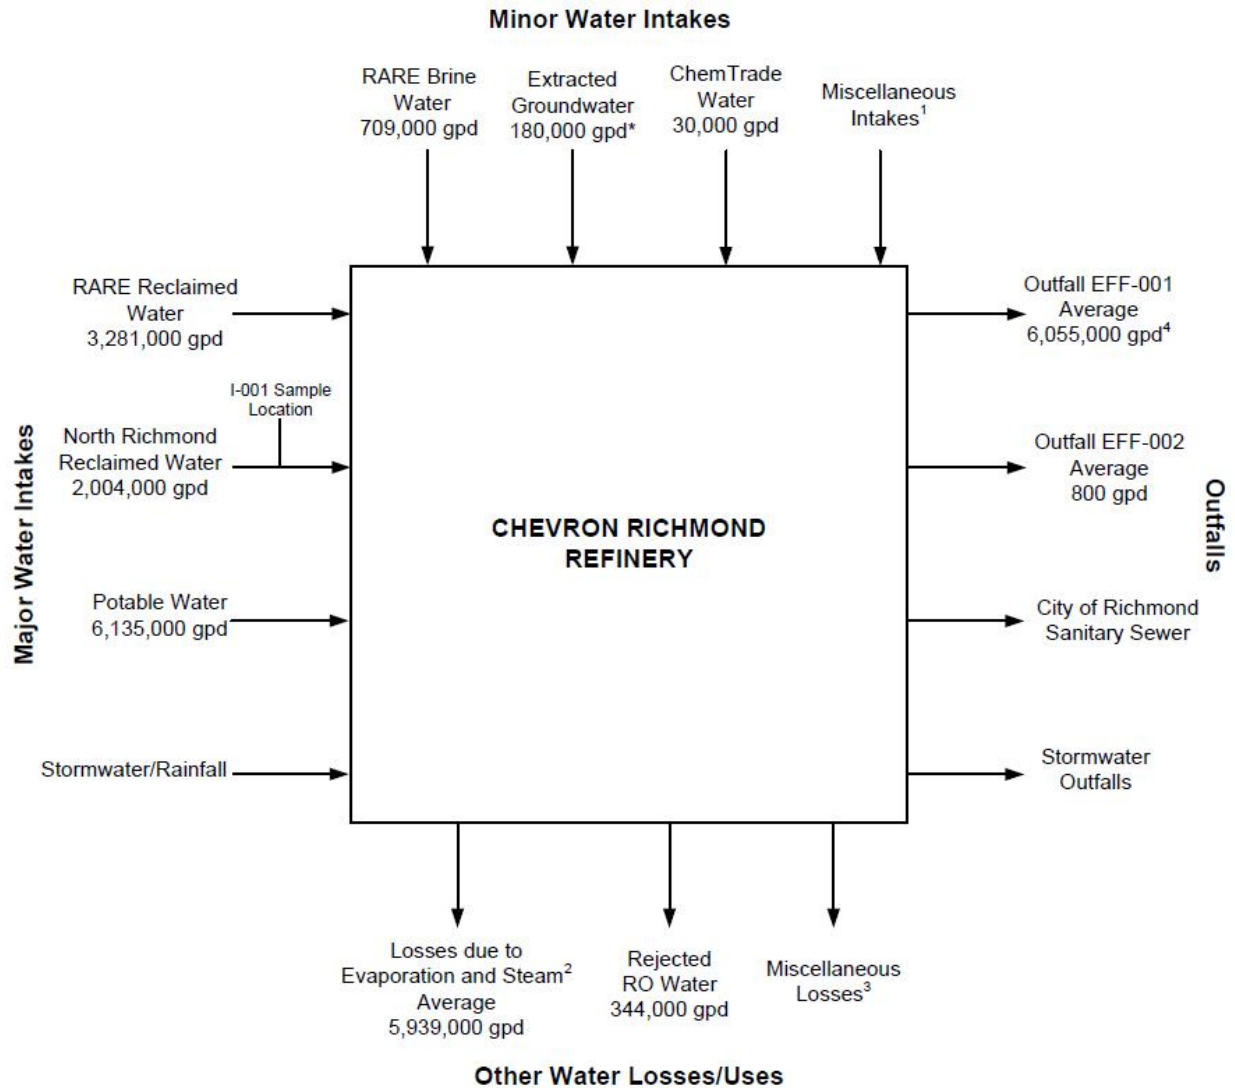 Minor Water Intakes
RARE Brine
Water
709,000 gpd
Extracted
Groundwater
180,000 gpd*
ChemTrade
Water
30,000 gpd
Miscellaneous
Intakes¹
Major Water Intakes
RARE Reclaimed
Water
3,281,000 gpd
I-001 Sample
Location
North Richmond
Reclaimed Water
2,004,000 gpd
Potable Water
6,135,000 gpd
Stormwater/Rainfall
CHEVRON RICHMOND
REFINERY
Outfall EFF-001
Average
6,055,000 gpd⁴
Outfall EFF-002
Average
800 gpd
City of Richmond
Sanitary Sewer
Stormwater
Outfalls
Outfalls
Losses due to
Evaporation and Steam²
Average
5,939,000 gpd
Rejected
RO Water
344,000 gpd
Miscellaneous
Losses³
Other Water Losses/Uses